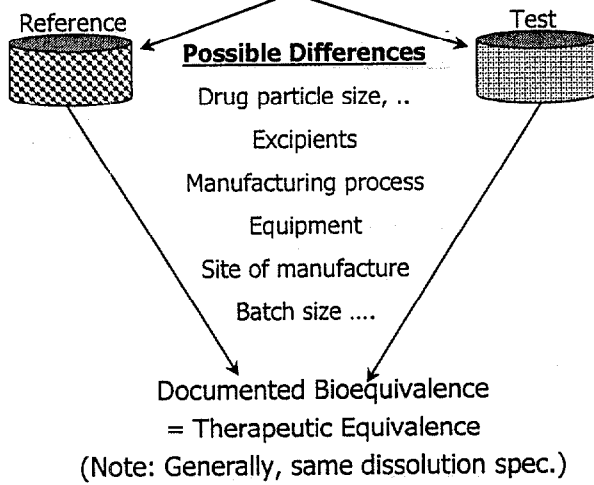 Reference
Test
Possible Differences
Drug particle size, ..
Excipients
Manufacturing process
Equipment
Site of manufacture
Batch size ....
Documented Bioequivalence
= Therapeutic Equivalence
(Note: Generally, same dissolution spec.)